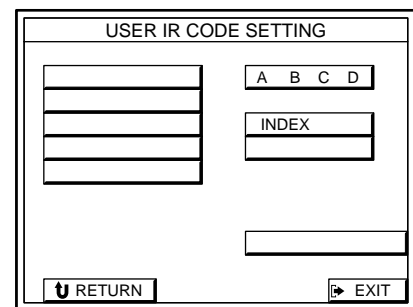 USER IR CODE SETTING
A B C D
INDEX
RETURN EXIT